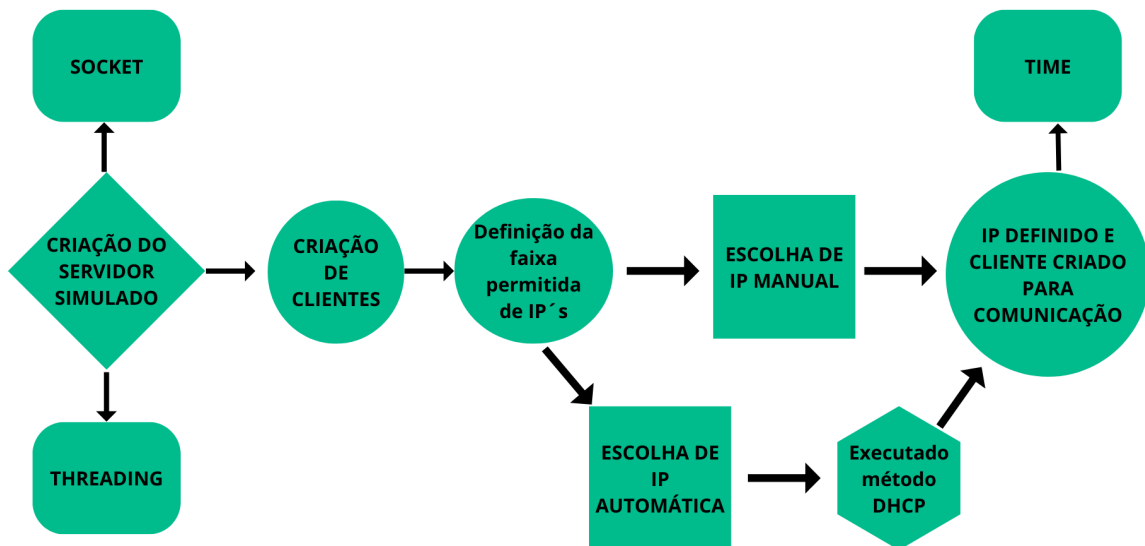 SOCKET
TIME
CRIAÇÃO DO
SERVIDOR
SIMULADO
CRIAÇÃO
DE
CLIENTES
Definição da
faixa
permitida
de IP´s
ESCOLHA DE
IP MANUAL
IP DEFINIDO E
CLIENTE CRIADO
PARA
COMUNICAÇÃO
THREADING
ESCOLHA DE
IP
AUTOMÁTICA
Executado
método
DHCP